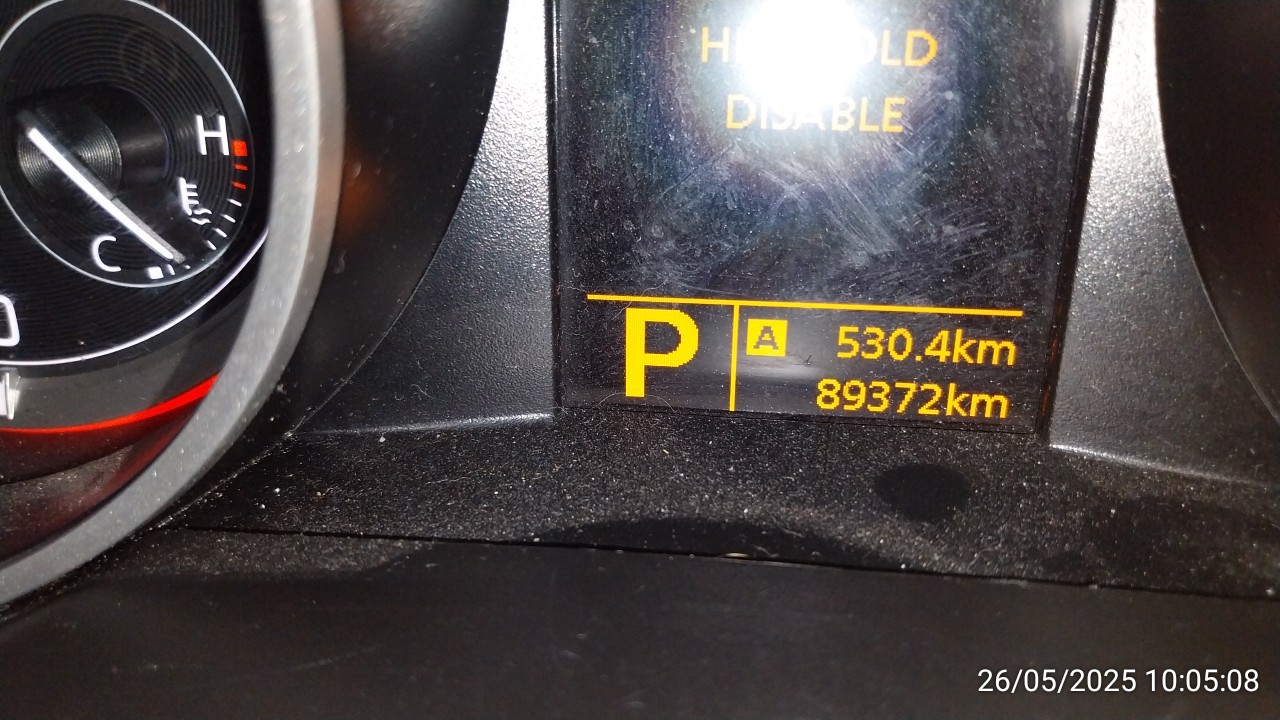 H
C
DISABLE
P
A 530.4km
89372km
26/05/2025 10:05:08